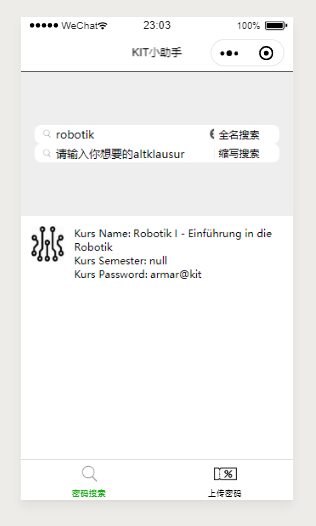 WeChat 23:03 100%
KIT小助手
robotik 全名搜索
请输入你想要的altklausur 缩写搜索
Kurs Name: Robotik I - Einführung in die
Robotik
Kurs Semester: null
Kurs Password: armar@kit
密码搜索 上传密码